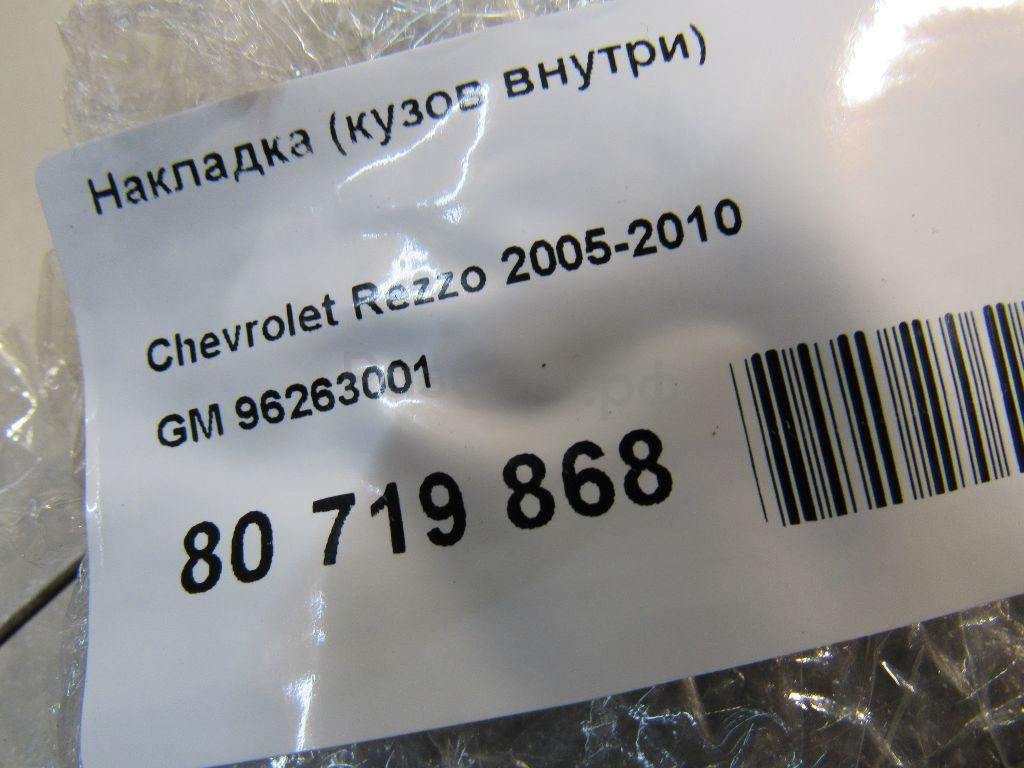 Накладка (кузов внутри)
Chevrolet Rezzo 2005-2010
GM 96263001
80 719 868